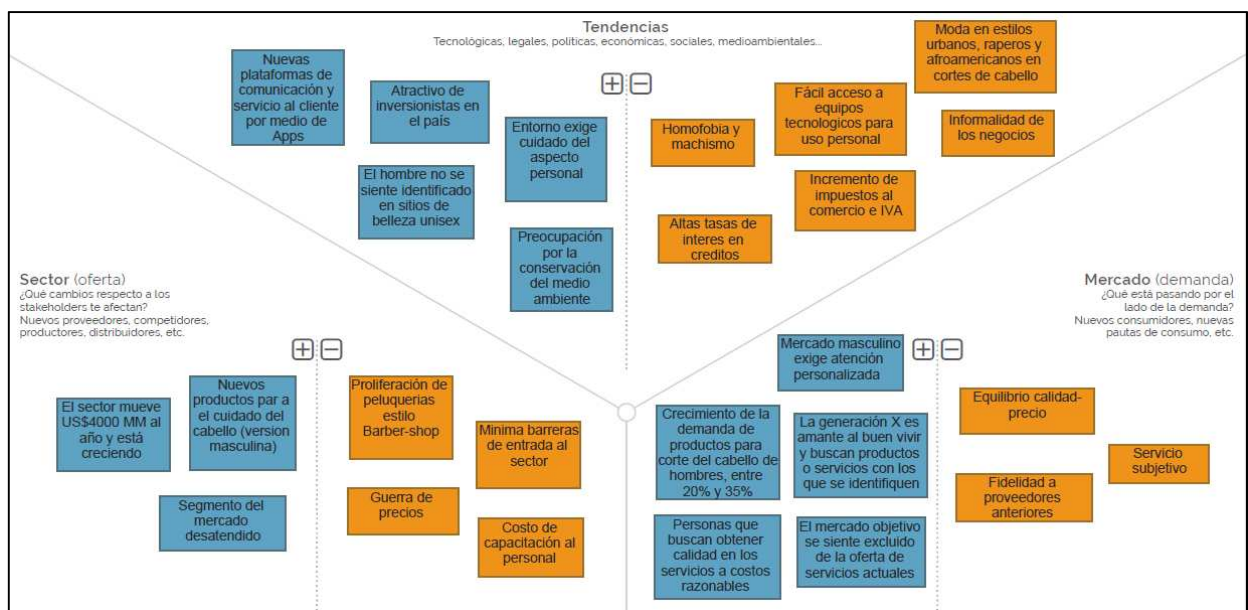 Tendencias
Tecnológicas, legales, políticas, económicas, sociales, medioambientales...
Nuevas
plataformas de
comunicación y
servicio al cliente
por medio de
Apps
Atractivo de
inversionistas en
el país
Entorno exige
cuidado del
aspecto
personal
El hombre no se
siente identificado
en sitios de
belleza unisex
Preocupación
por la
conservación
del medio
ambiente
+ −
Homofobia y
machismo
Fácil acceso a
equipos
tecnologicos para
uso personal
Moda en estilos
urbanos, raperos y
afroamericanos en
cortes de cabello
Informalidad de
los negocios
Incremento de
impuestos al
comercio e IVA
Altas tasas de
interes en
creditos
Sector (oferta)
¿Qué cambios respecto a los
stakeholders te afectan?
Nuevos proveedores, competidores,
productores, distribuidores, etc.
+ −
El sector mueve
US$4000 MM al
año y está
creciendo
Nuevos
productos par a
el cuidado del
cabello (version
masculina)
Segmento del
mercado
desatendido
Proliferación de
peluquerias
estilo
Barber-shop
Minima barreras
de entrada al
sector
Guerra de
precios
Costo de
capacitación al
personal
Mercado (demanda)
¿Qué está pasando por el
lado de la demanda?
Nuevos consumidores, nuevas
pautas de consumo, etc.
+ −
Mercado masculino
exige atención
personalizada
Crecimiento de la
demanda de
productos para
corte del cabello de
hombres, entre
20% y 35%
La generación X es
amante al buen vivir
y buscan productos
o servicios con los
que se identifiquen
Personas que
buscan obtener
calidad en los
servicios a costos
razonables
El mercado objetivo
se siente excluido
de la oferta de
servicios actuales
Equilibrio calidad-
precio
Servicio
subjetivo
Fidelidad a
proveedores
anteriores